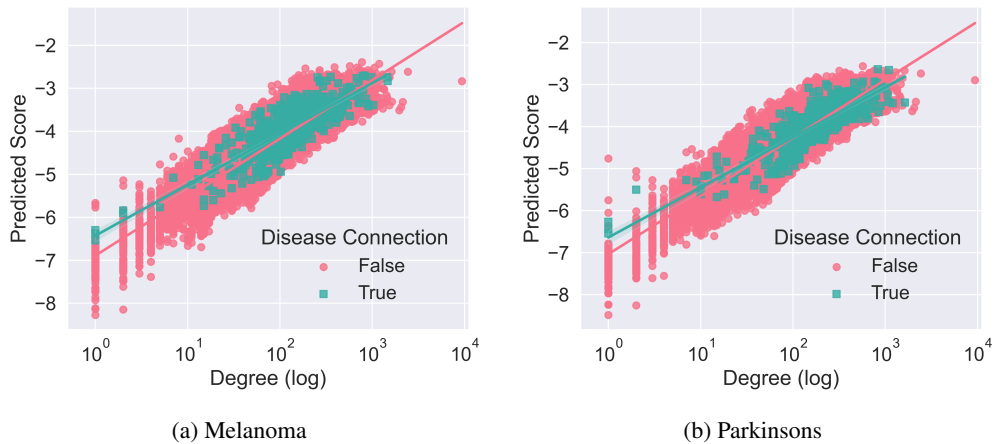 −2
−3
−4
−5
−6
−7
−8
Predicted Score
Disease Connection
False
True
10^0
10^1
10^2
10^3
10^4
Degree (log)
(a) Melanoma
−2
−3
−4
−5
−6
−7
−8
Predicted Score
Disease Connection
False
True
10^0
10^1
10^2
10^3
10^4
Degree (log)
(b) Parkinsons